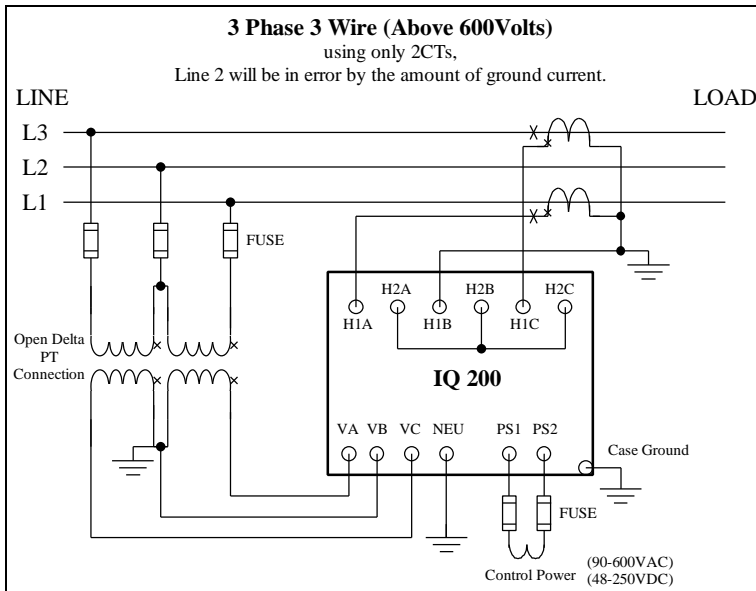 3 Phase 3 Wire (Above 600Volts)
using only 2CTs,
Line 2 will be in error by the amount of ground current.
LINE
LOAD
L3
L2
L1
FUSE
H2A
H2B
H2C
H1A
H1B
H1C
Open Delta
PT
Connection
IQ 200
VA
VB
VC
NEU
PS1
PS2
Case Ground
FUSE
Control Power
(90-600VAC)
(48-250VDC)